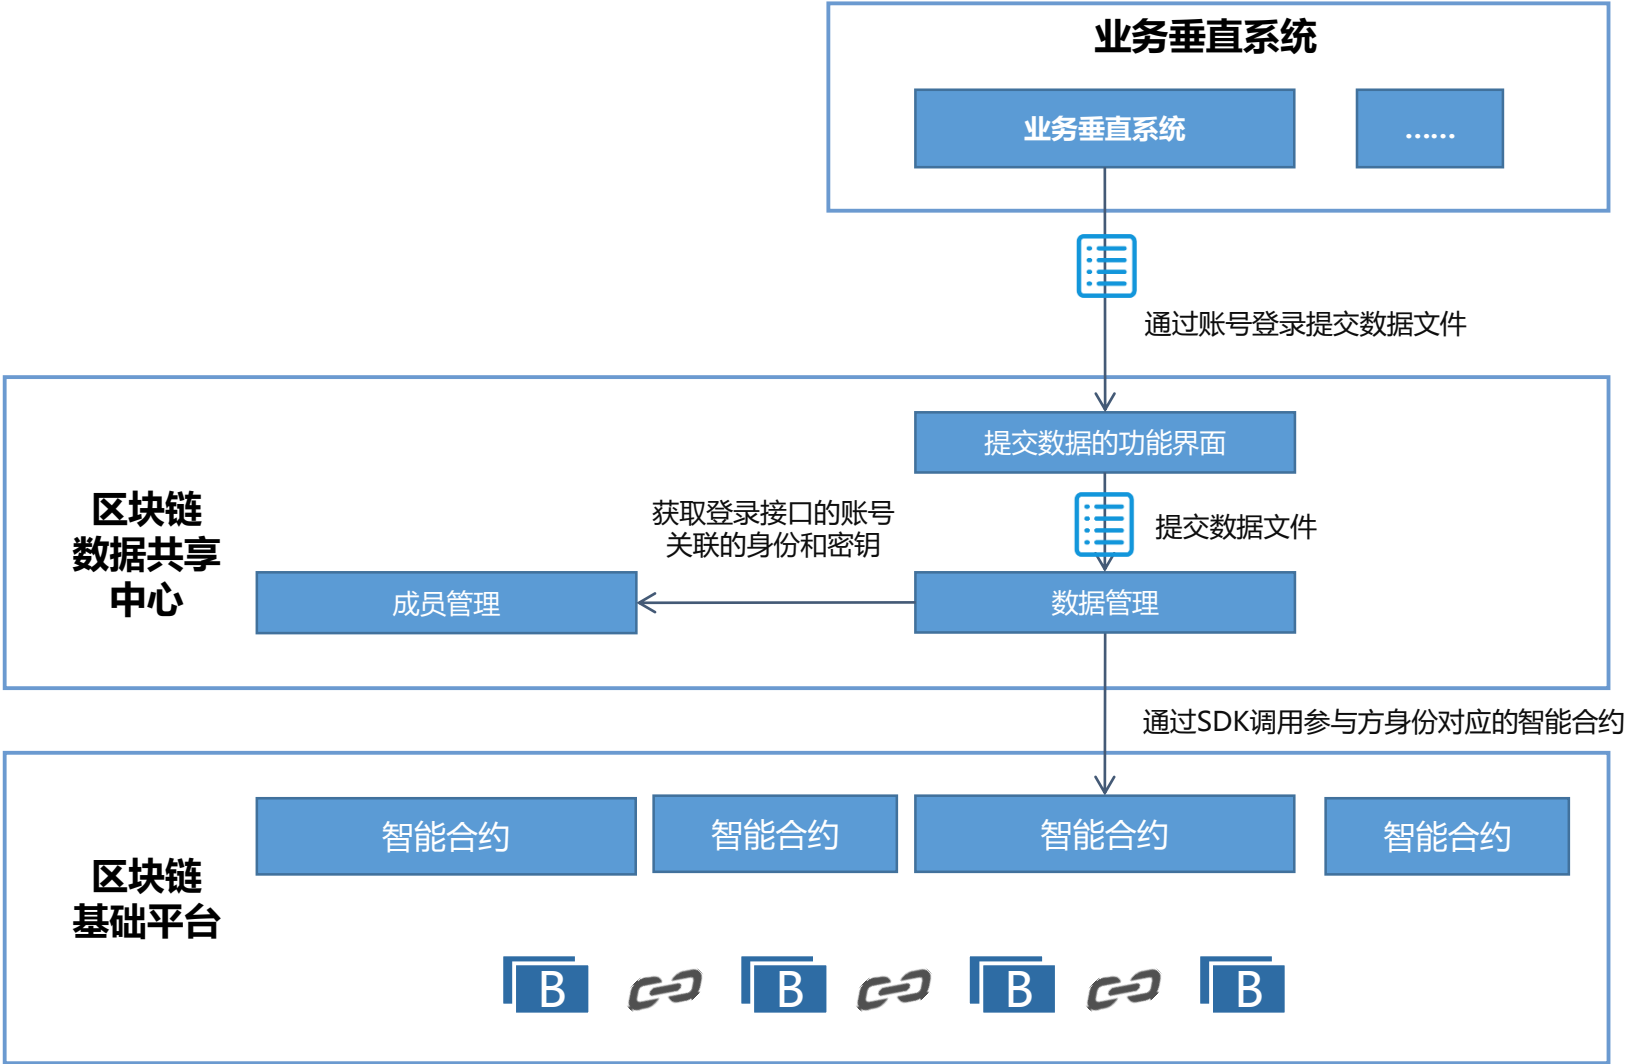 业务垂直系统
业务垂直系统
……
通过账号登录提交数据文件
提交数据的功能界面
区块链
数据共享
中心
获取登录接口的账号
关联的身份和密钥
提交数据文件
成员管理
数据管理
通过SDK调用参与方身份对应的智能合约
智能合约
智能合约
智能合约
智能合约
区块链
基础平台
B
B
B
B